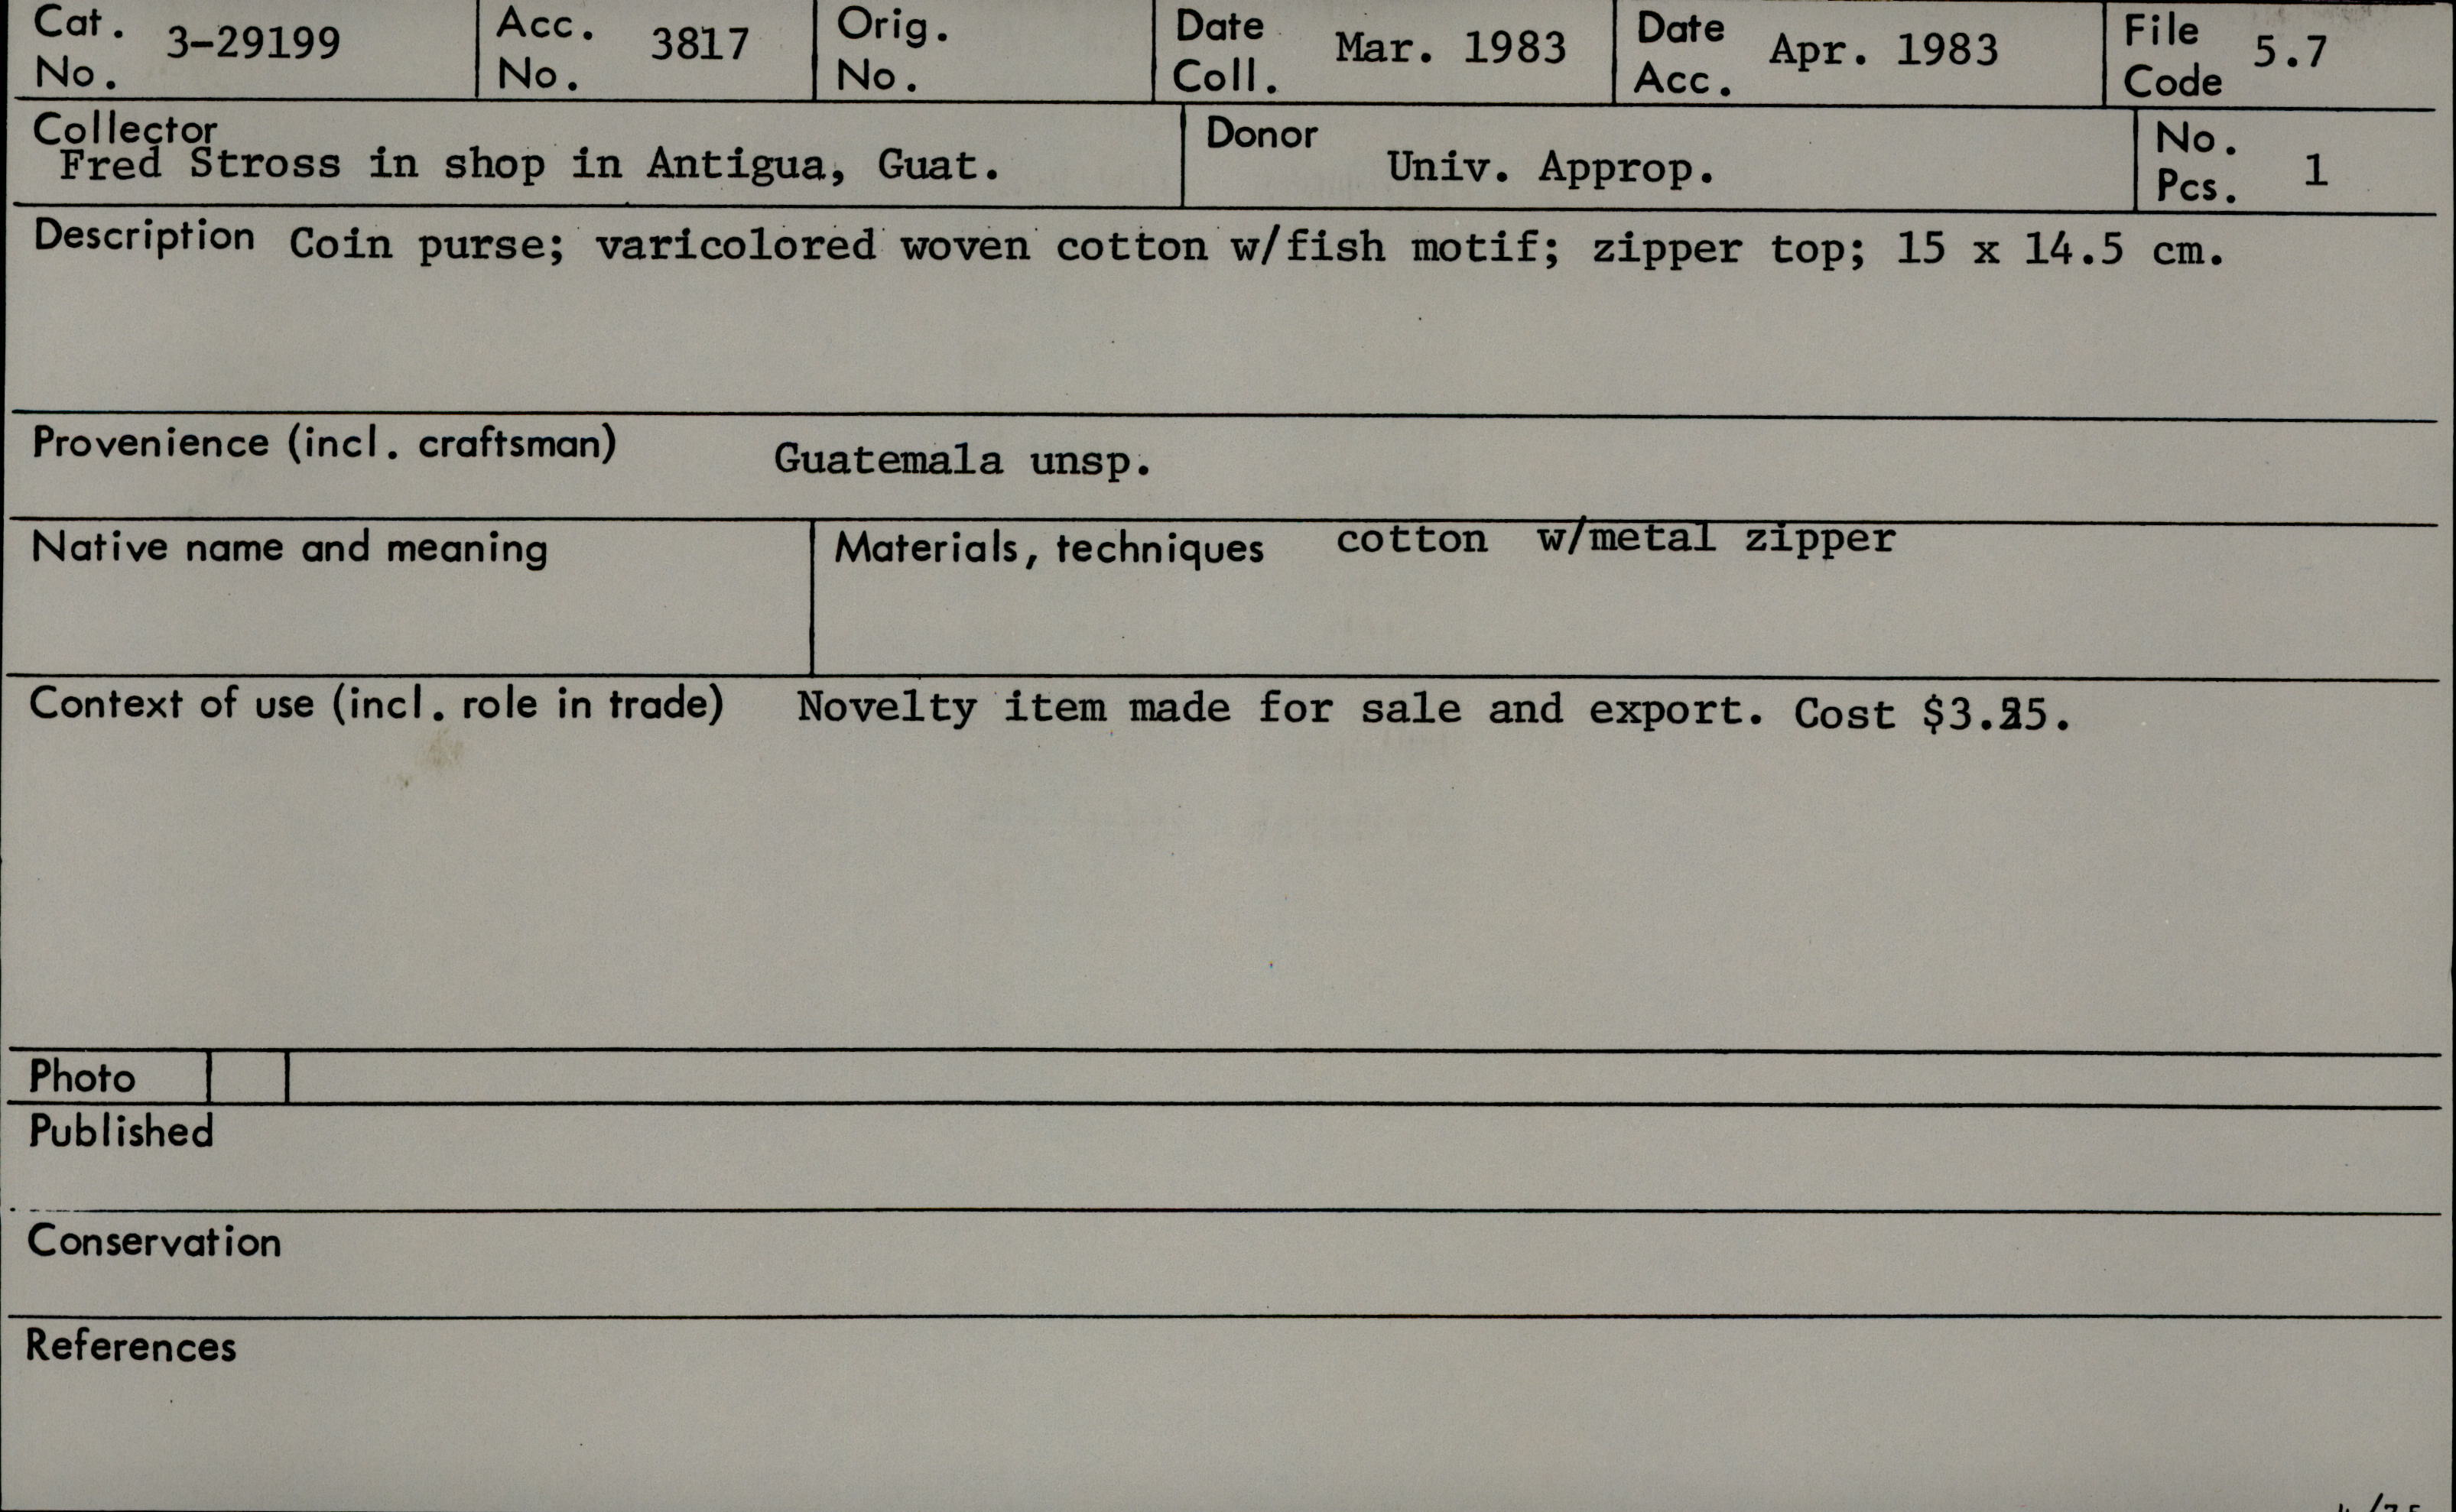 Cat. No. 3-29199 Acc. No. 3817 Orig. No. Date Coll. Mar. 1983 Date Acc. Apr. 1983 File Code 5.7
Collector Donor No. Pcs. 1
Fred Stross in shop in Antigua, Guat. Univ. Approp.
Description Coin purse; varicolored woven cotton w/fish motif; zipper top; 15 x 14.5 cm.
Provenience (incl. craftsman) Guatemala unsp.
Native name and meaning Materials, techniques cotton w/metal zipper
Context of use (incl. role in trade) Novelty item made for sale and export. Cost
Photo
Published
Conservation
References